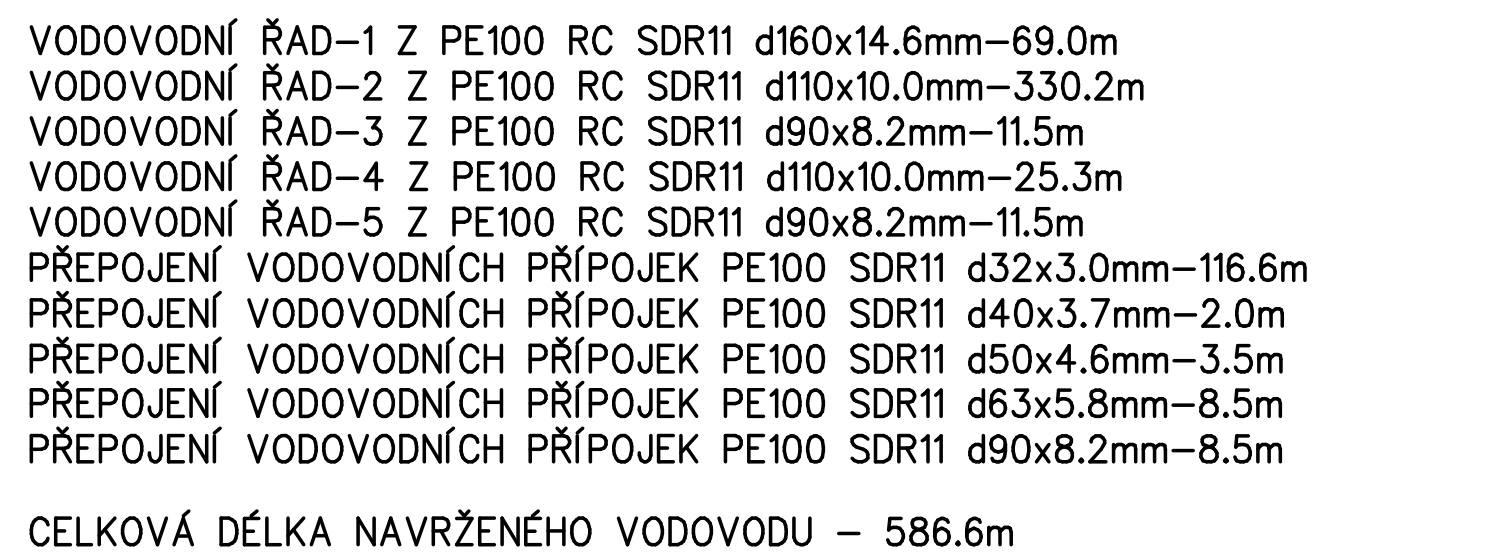 VODOVODNÍ ŘAD-1 Z PE100 RC SDR11 d160x14.6mm-69.0m
VODOVODNÍ ŘAD-2 Z PE100 RC SDR11 d110x10.0mm-330.2m
VODOVODNÍ ŘAD-3 Z PE100 RC SDR11 d90x8.2mm-11.5m
VODOVODNÍ ŘAD-4 Z PE100 RC SDR11 d110x10.0mm-25.3m
VODOVODNÍ ŘAD-5 Z PE100 RC SDR11 d90x8.2mm-11.5m
PŘEPOJENÍ VODOVODNÍCH PŘÍPOJEK PE100 SDR11 d32x3.0mm-116.6m
PŘEPOJENÍ VODOVODNÍCH PŘÍPOJEK PE100 SDR11 d40x3.7mm-2.0m
PŘEPOJENÍ VODOVODNÍCH PŘÍPOJEK PE100 SDR11 d50x4.6mm-3.5m
PŘEPOJENÍ VODOVODNÍCH PŘÍPOJEK PE100 SDR11 d63x5.8mm-8.5m
PŘEPOJENÍ VODOVODNÍCH PŘÍPOJEK PE100 SDR11 d90x8.2mm-8.5m
CELKOVÁ DÉLKA NAVRŽENÉHO VODOVODU - 586.6m